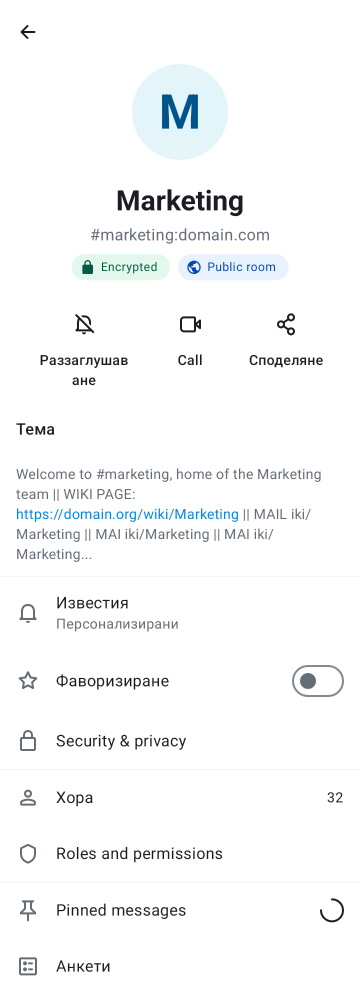 M
Marketing
#marketing:domain.com
Encrypted
Public room
Раззаглушав
ане
Call
Споделяне
Тема
Welcome to #marketing, home of the Marketing
team || WIKI PAGE:
https://domain.org/wiki/Marketing || MAIL iki/
Marketing || MAI iki/Marketing || MAI iki/
Marketing...
Известия
Персонализирани
Фаворизиране
Security & privacy
Хора
32
Roles and permissions
Pinned messages
Анкети